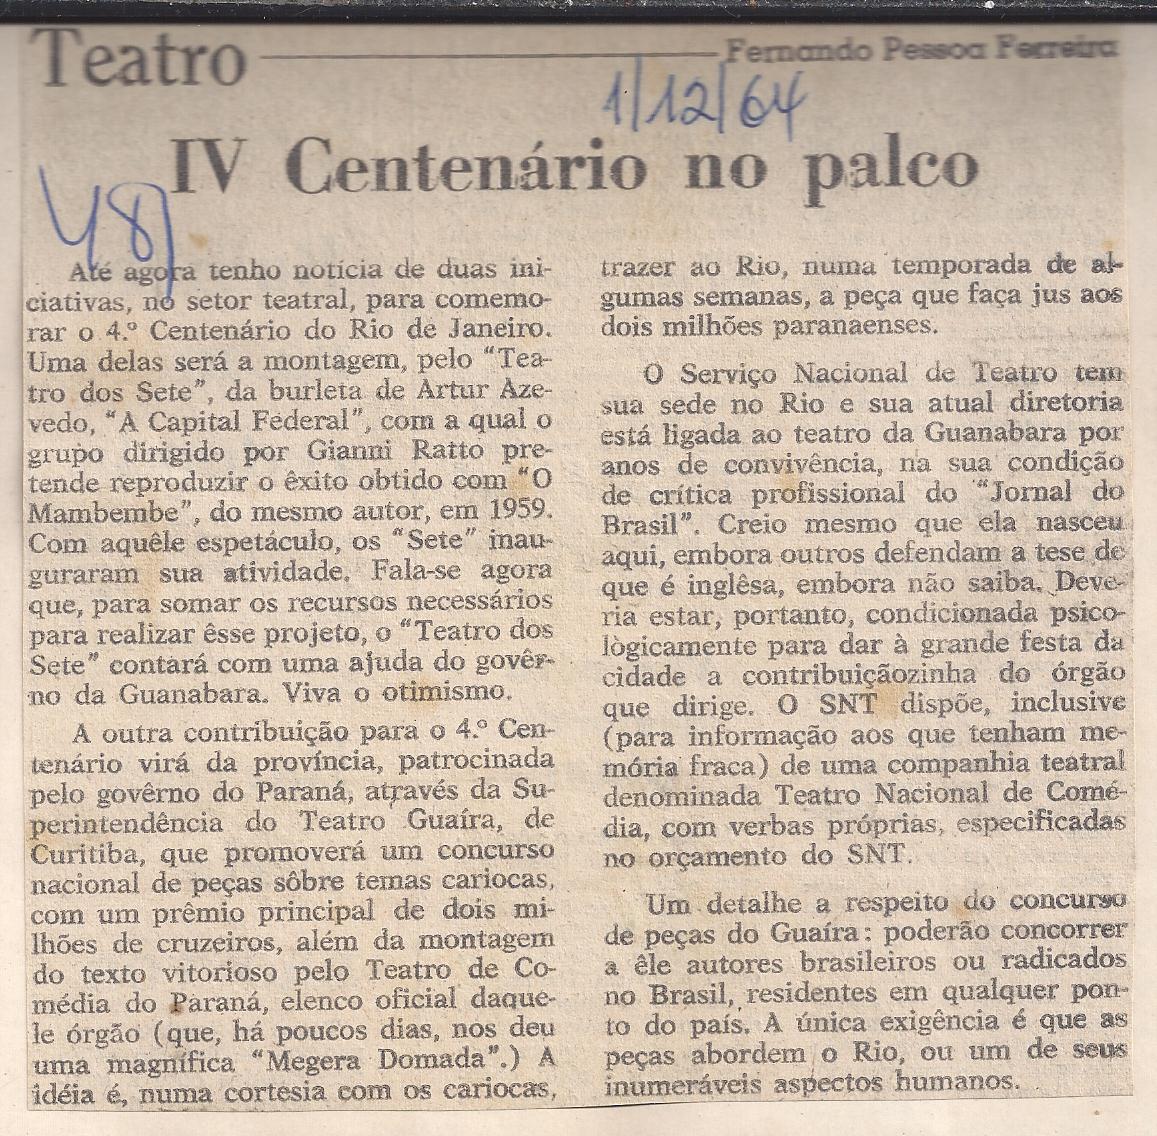 Teatro
Fernando Pessoa Ferreira
1/12/64
IV Centenário no palco
48)
Até agora tenho notícia de duas ini-
ciativas, no setor teatral, para comemo-
rar o 4.º Centenário do Rio de Janeiro.
Uma delas será a montagem, pelo "Tea-
tro dos Sete", da burleta de Artur Aze-
vedo, "A Capital Federal", com a qual o
grupo dirigido por Gianni Ratto pre-
tende reproduzir o êxito obtido com "O
Mambembe", do mesmo autor, em 1959.
Com aquêle espetáculo, os "Sete" inau-
guraram sua atividade. Fala-se agora
que, para somar os recursos necessários
para realizar êsse projeto, o "Teatro dos
Sete" contará com uma ajuda do govêr-
no da Guanabara. Viva o otimismo.
A outra contribuição para o 4.º Cen-
tenário virá da província, patrocinada
pelo govêrno do Paraná, através da Su-
perintendência do Teatro Guaíra, de
Curitiba, que promoverá um concurso
nacional de peças sôbre temas cariocas,
com um prêmio principal de dois mi-
lhões de cruzeiros, além da montagem
do texto vitorioso pelo Teatro de Co-
média do Paraná, elenco oficial daque-
le órgão (que, há poucos dias, nos deu
uma magnífica "Megera Domada".) A
idéia é, numa cortesia com os cariocas,
trazer ao Rio, numa temporada de al-
gumas semanas, a peça que faça jus aos
dois milhões paranaenses.
O Serviço Nacional de Teatro tem
sua sede no Rio e sua atual diretoria
está ligada ao teatro da Guanabara por
anos de convivência, na sua condição
de crítica profissional do "Jornal do
Brasil". Creio mesmo que ela nasceu
aqui, embora outros defendam a tese de
que é inglêsa, embora não saiba. Deve-
ria estar, portanto, condicionada psico-
lògicamente para dar à grande festa da
cidade a contribuiçãozinha do órgão
que dirige. O SNT dispõe, inclusive
(para informação aos que tenham me-
mória fraca) de uma companhia teatral
denominada Teatro Nacional de Comé-
dia, com verbas próprias, especificadas
no orçamento do SNT.
Um detalhe a respeito do concurso
de peças do Guaíra: poderão concorrer
a êle autores brasileiros ou radicados
no Brasil, residentes em qualquer pon-
to do país. A única exigência é que as
peças abordem o Rio, ou um de seus
inumeráveis aspectos humanos.